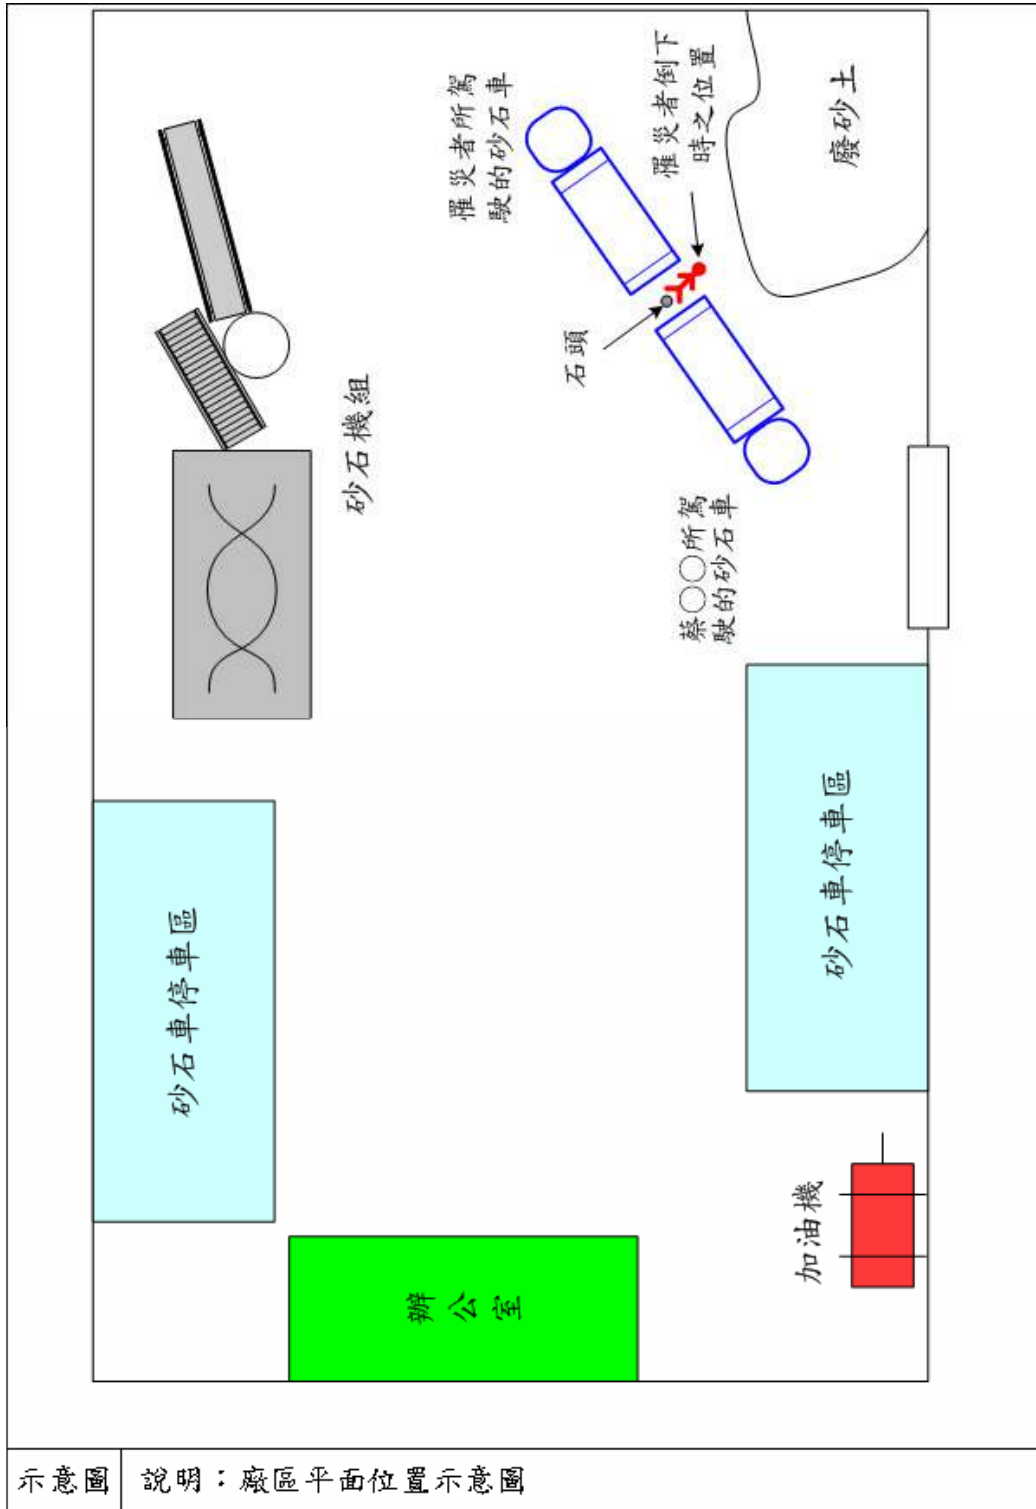 罹災者所駕
駛的砂石車
罹災者倒下
時之位置
廢砂土
石頭
砂石機組
蔡○○所駕
駛的砂石車
砂石車停車區
砂石車停車區
加油機
辦公室
示意圖
說明：廠區平面位置示意圖